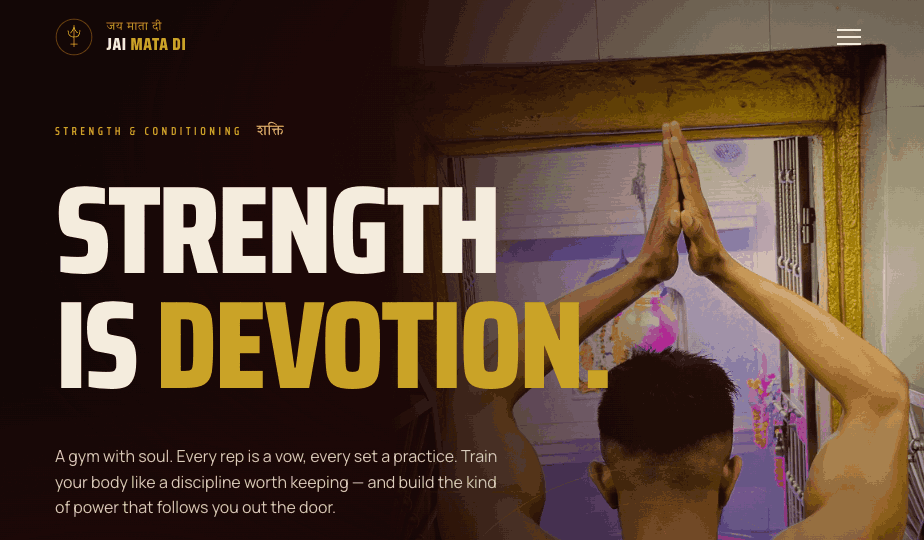 जय माता दी
JAI MATA DI
STRENGTH & CONDITIONING शक्ति
STRENGTH
IS DEVOTION.
A gym with soul. Every rep is a vow, every set a practice. Train
your body like a discipline worth keeping — and build the kind
of power that follows you out the door.